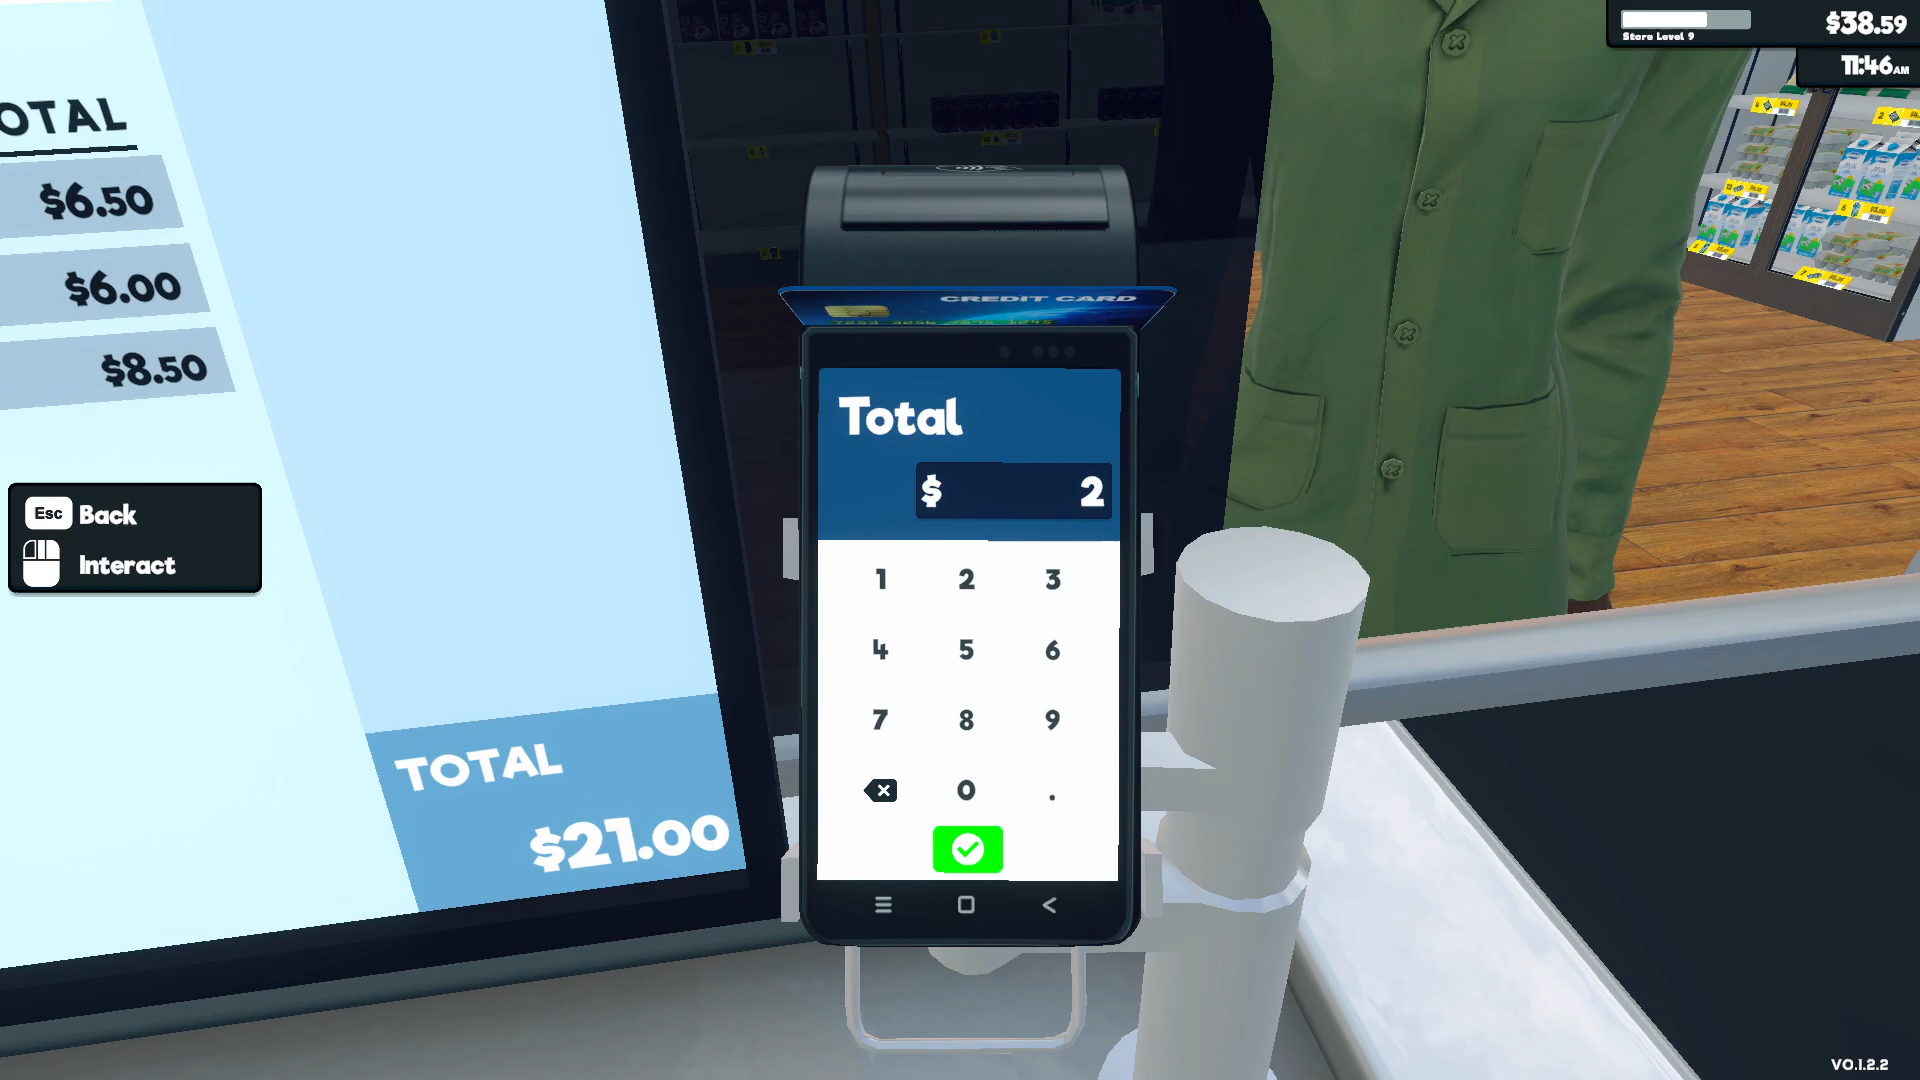 $38.59
Store Level 9
11:46AM
OTAL
$6.50
$6.00
$8.50
Esc Back
Interact
TOTAL
$21.00
CREDIT CARD
Total
$ 2
1 2 3
4 5 6
7 8 9
0 .
V0.1.2.2